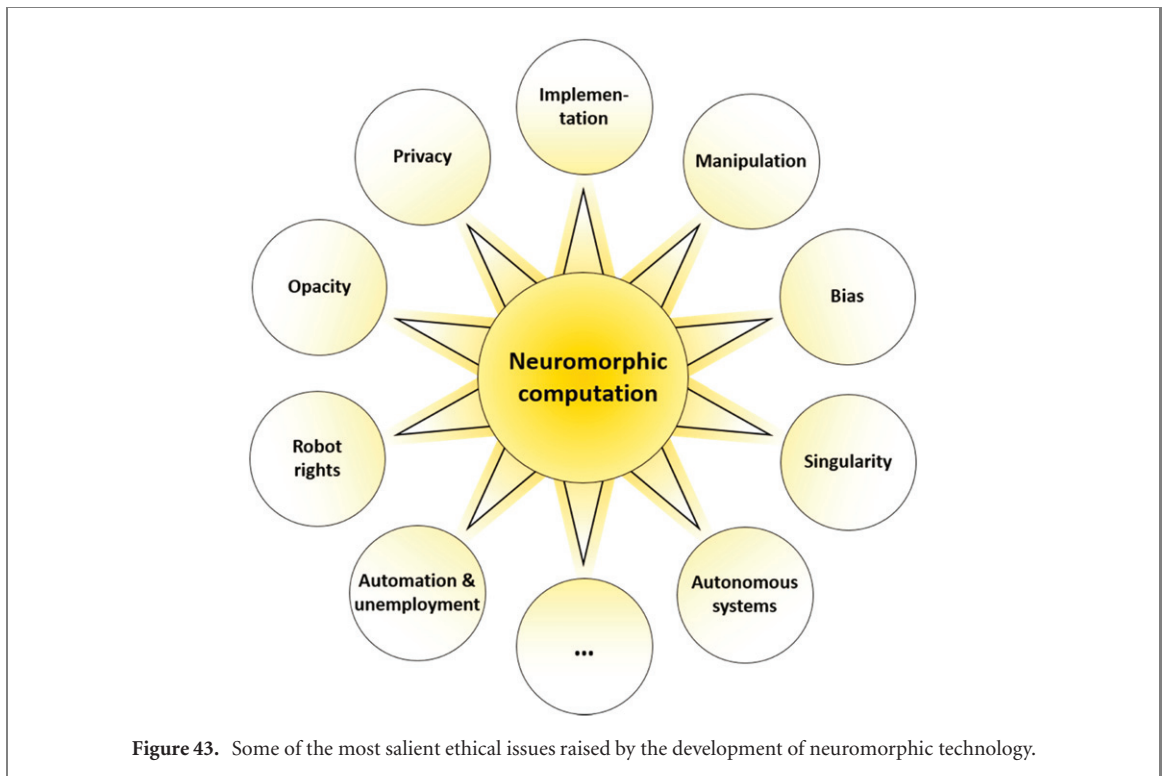 Implemen-
tation
Manipulation
Privacy
Opacity
Bias
Neuromorphic
computation
Robot
rights
Singularity
Automation &
unemployment
Autonomous
systems
...
Figure 43. Some of the most salient ethical issues raised by the development of neuromorphic technology.